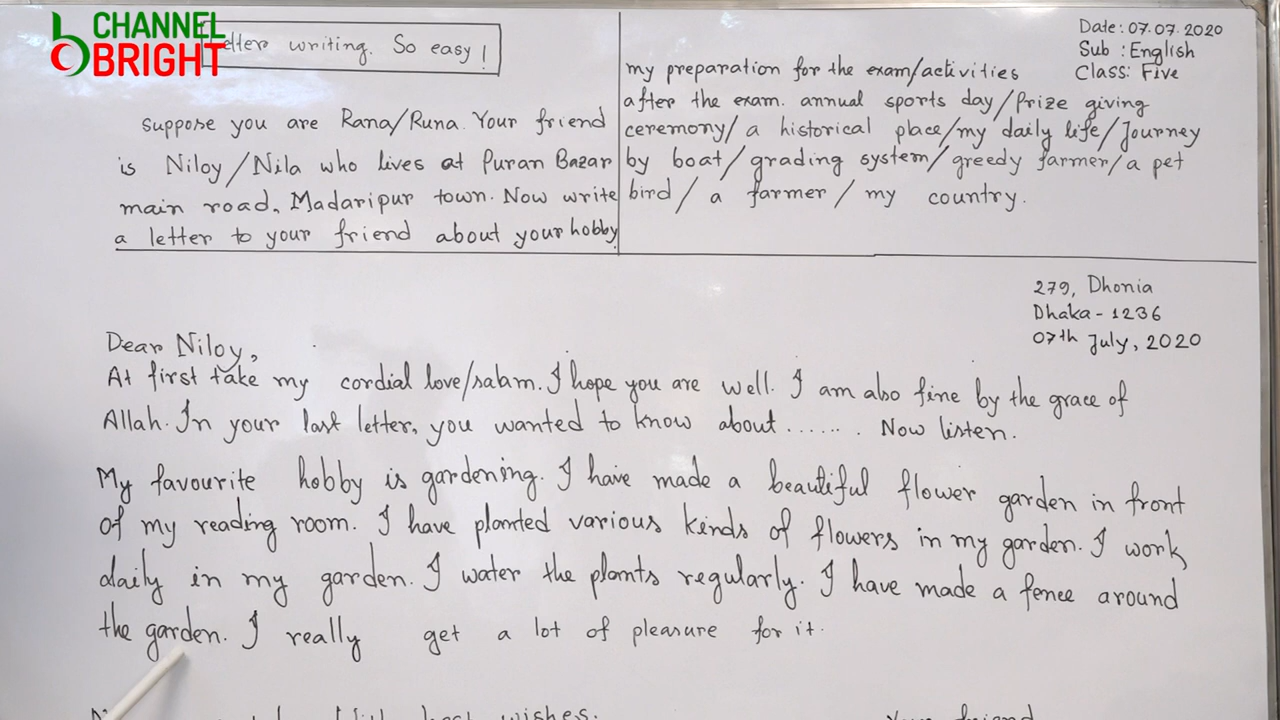 CHANNEL
BRIGHT
Letter writing. So easy!
Suppose you are Rana/Runa. Your friend
is Niloy/Nila who lives at Puran Bazar
main road, Madaripur town. Now write
a letter to your friend about your hobby
Date: 07.07.2020
Sub : English
Class: Five
my preparation for the exam/activities
after the exam. annual sports day/Prize giving
ceremony/ a historical place/my daily life/Journey
by boat/grading system/greedy farmer/a pet
bird/ a farmer/ my country.
279, Dhonia
Dhaka-1236
07th July, 2020
Dear Niloy,
At first take my cordial love/salam. I hope you are well. I am also fine by the grace of
Allah. In your last letter, you wanted to know about ....... Now listen.
My favourite hobby is gardening. I have made a beautiful flower garden in front
of my reading room. I have planted various kinds of flowers in my garden. I work
daily in my garden. I water the plants regularly. I have made a fence around
the garden. I really get a lot of pleasure for it.
best wishes.
Your friend